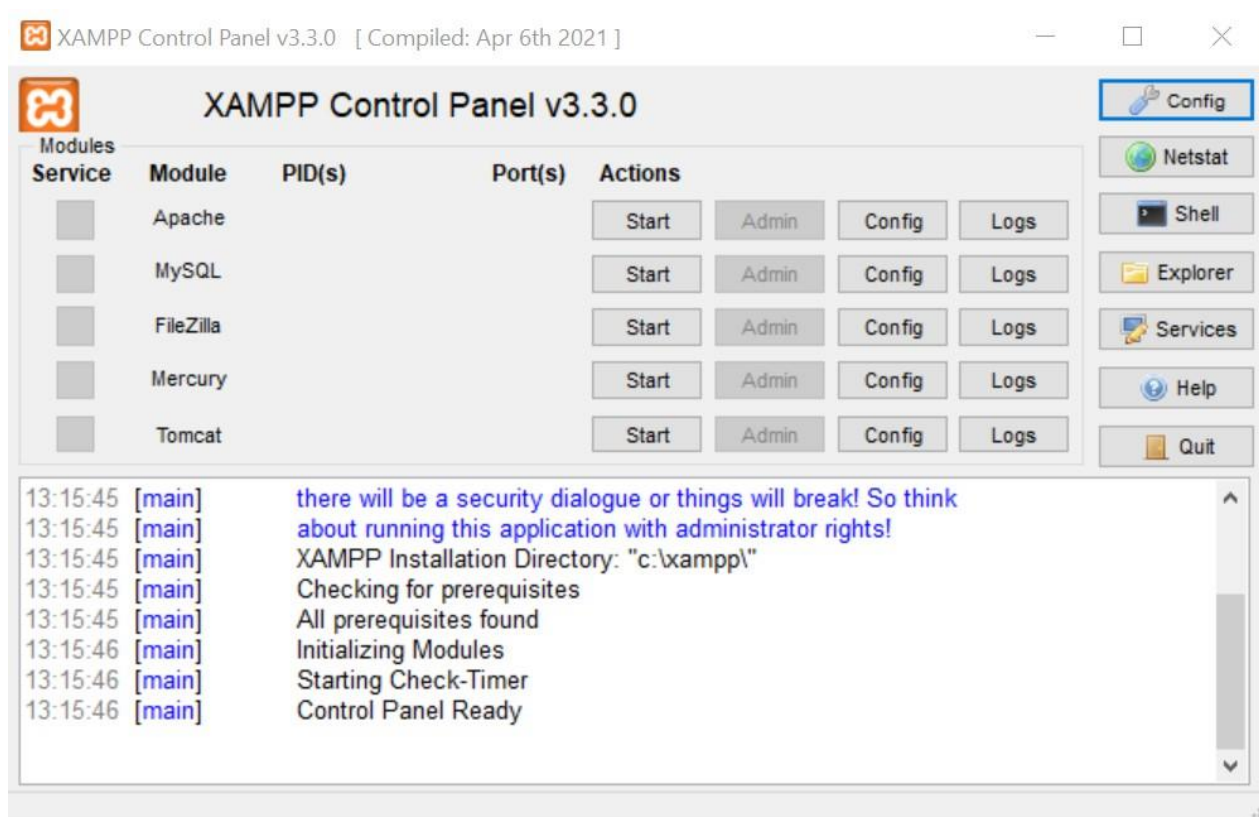 XAMPP Control Panel v3.3.0 [ Compiled: Apr 6th 2021 ]
XAMPP Control Panel v3.3.0
Config
Modules
Service Module PID(s) Port(s) Actions
Netstat
Apache Start Admin Config Logs
Shell
MySQL Start Admin Config Logs
Explorer
FileZilla Start Admin Config Logs
Services
Mercury Start Admin Config Logs
Help
Tomcat Start Admin Config Logs
Quit
13:15:45 [main] there will be a security dialogue or things will break! So think
13:15:45 [main] about running this application with administrator rights!
13:15:45 [main] XAMPP Installation Directory: "c:\xampp\"
13:15:45 [main] Checking for prerequisites
13:15:45 [main] All prerequisites found
13:15:46 [main] Initializing Modules
13:15:46 [main] Starting Check-Timer
13:15:46 [main] Control Panel Ready